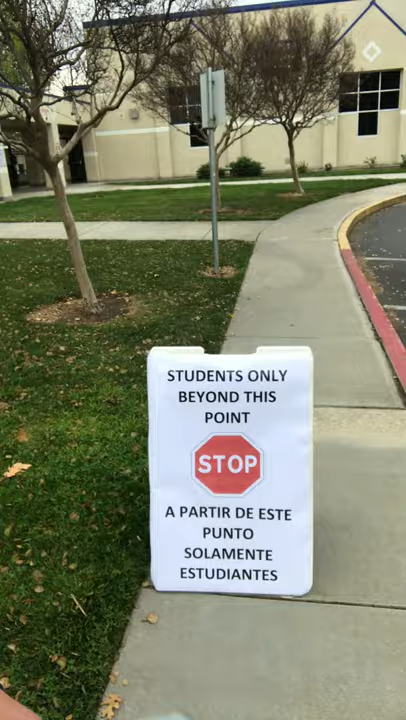 STUDENTS ONLY
BEYOND THIS
POINT
STOP
A PARTIR DE ESTE
PUNTO
SOLAMENTE
ESTUDIANTES